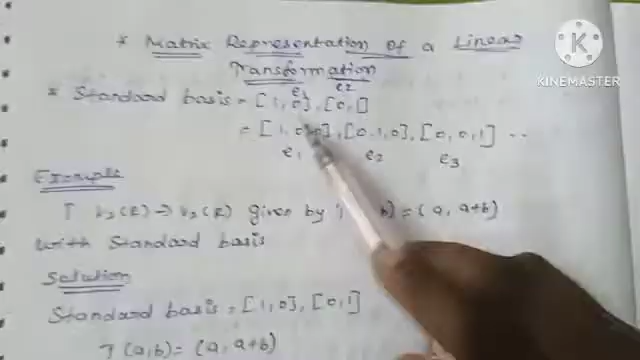 * Matrix Representation of a Linear
Transformation
e1 e2
* Standard basis = [1, 0], [0, 1]
= [1, 0, 0], [0, 1, 0], [0, 0, 1] ...
e1 e2 e3
Example
T V2(R) → V2(R) given by b) = (a, a+b)
with Standard basis
Solution
Standard basis = [1, 0], [0, 1]
T(a,b) = (a, a+b)
K
KINEMASTER